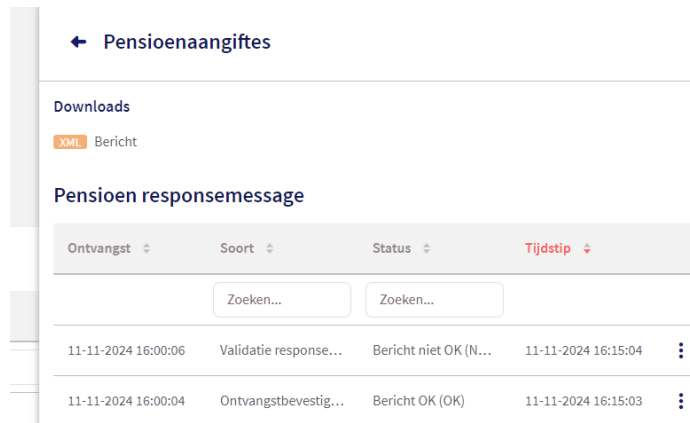 Pensioenaangiftes
Downloads
XML Bericht
Pensioen responsemessage
Ontvangst Soort Status Tijdstip
Zoeken... Zoeken...
11-11-2024 16:00:06 Validatie response... Bericht niet OK (N... 11-11-2024 16:15:04
11-11-2024 16:00:04 Ontvangstbevestig... Bericht OK (OK) 11-11-2024 16:15:03